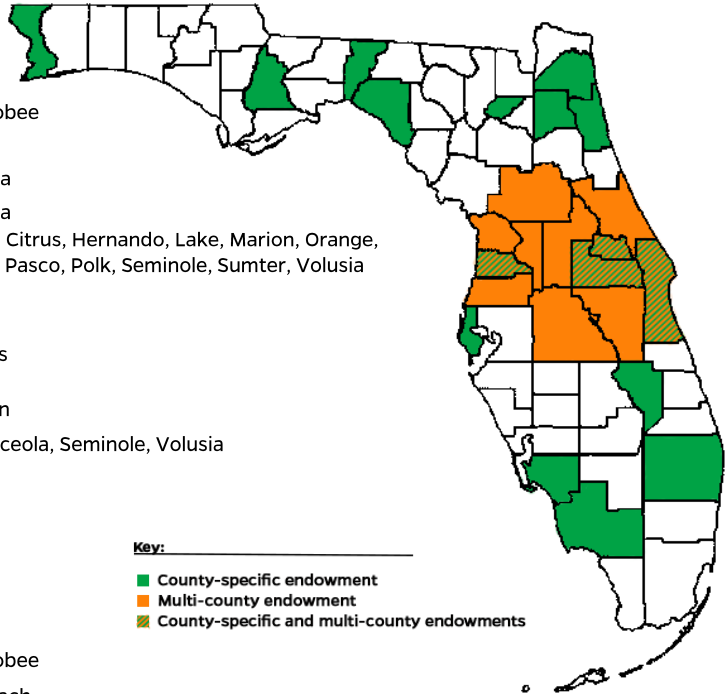 obee
a
a
Citrus, Hernando, Lake, Marion, Orange,
Pasco, Polk, Seminole, Sumter, Volusia
s
n
ceola, Seminole, Volusia
Key:
County-specific endowment
Multi-county endowment
County-specific and multi-county endowments
obee